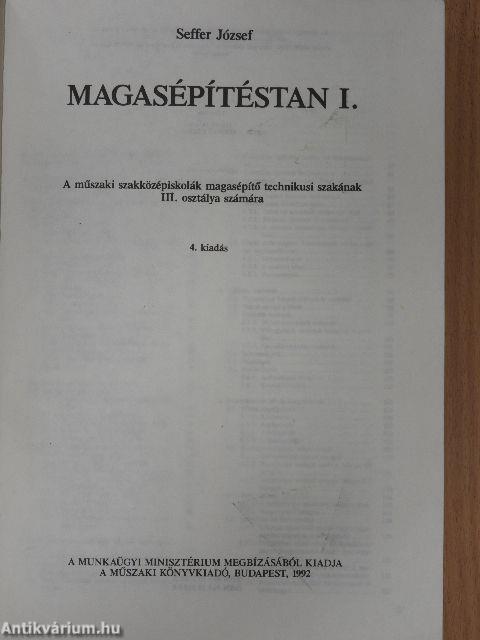 Seffer József
MAGASÉPÍTÉSTAN I.
A műszaki szakközépiskolák magasépítő technikusi szakának
III. osztálya számára
4. kiadás
A MUNKAÜGYI MINISZTÉRIUM MEGBÍZÁSÁBÓL KIADJA
A MŰSZAKI KÖNYVKIADÓ, BUDAPEST, 1992
Antikvárium.hu